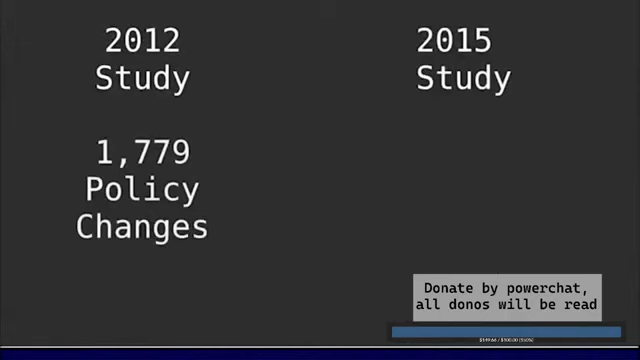 2012
Study
2015
Study
1,779
Policy
Changes
Donate by powerchat,
all donos will be read